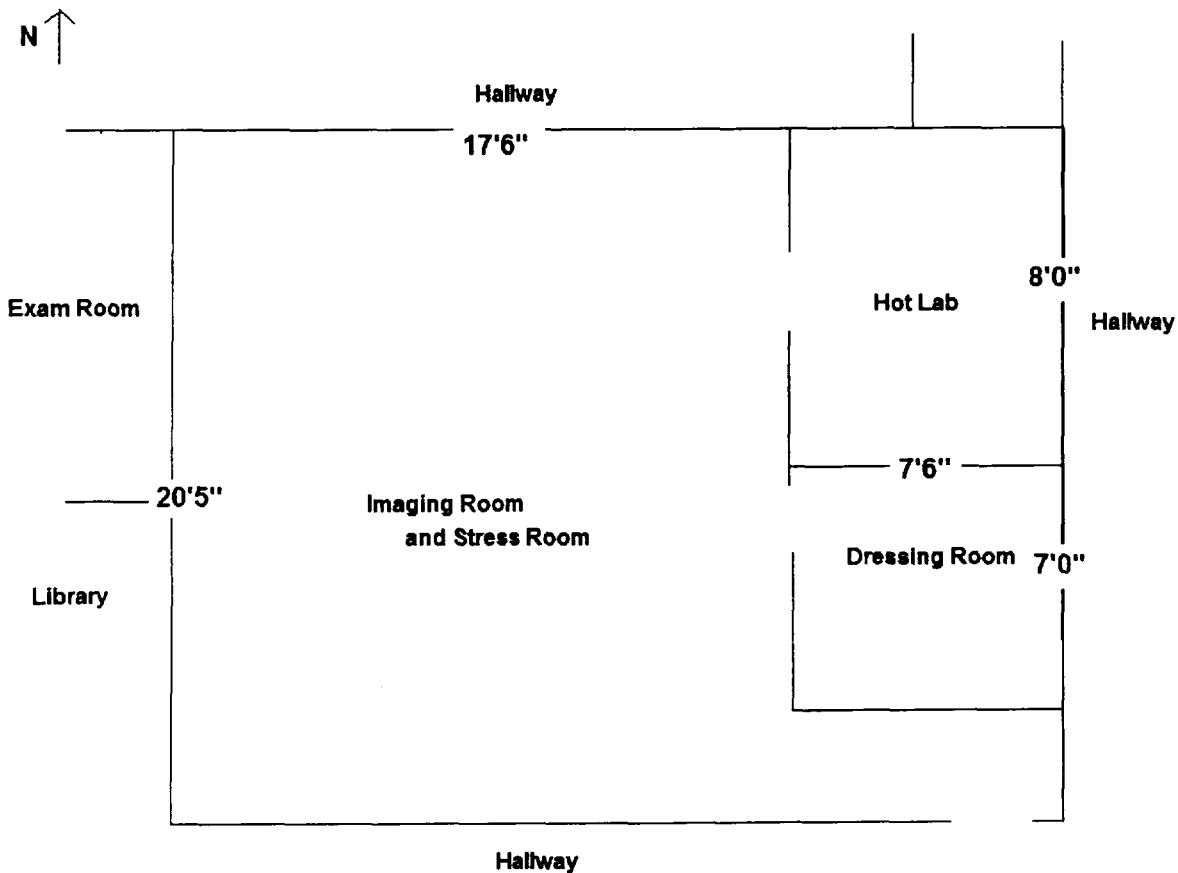 N
Hallway
17'6"
8'0"
Exam Room
Hot Lab
Hallway
7'6"
20'5"
Imaging Room
and Stress Room
Dressing Room
7'0"
Library
Hallway